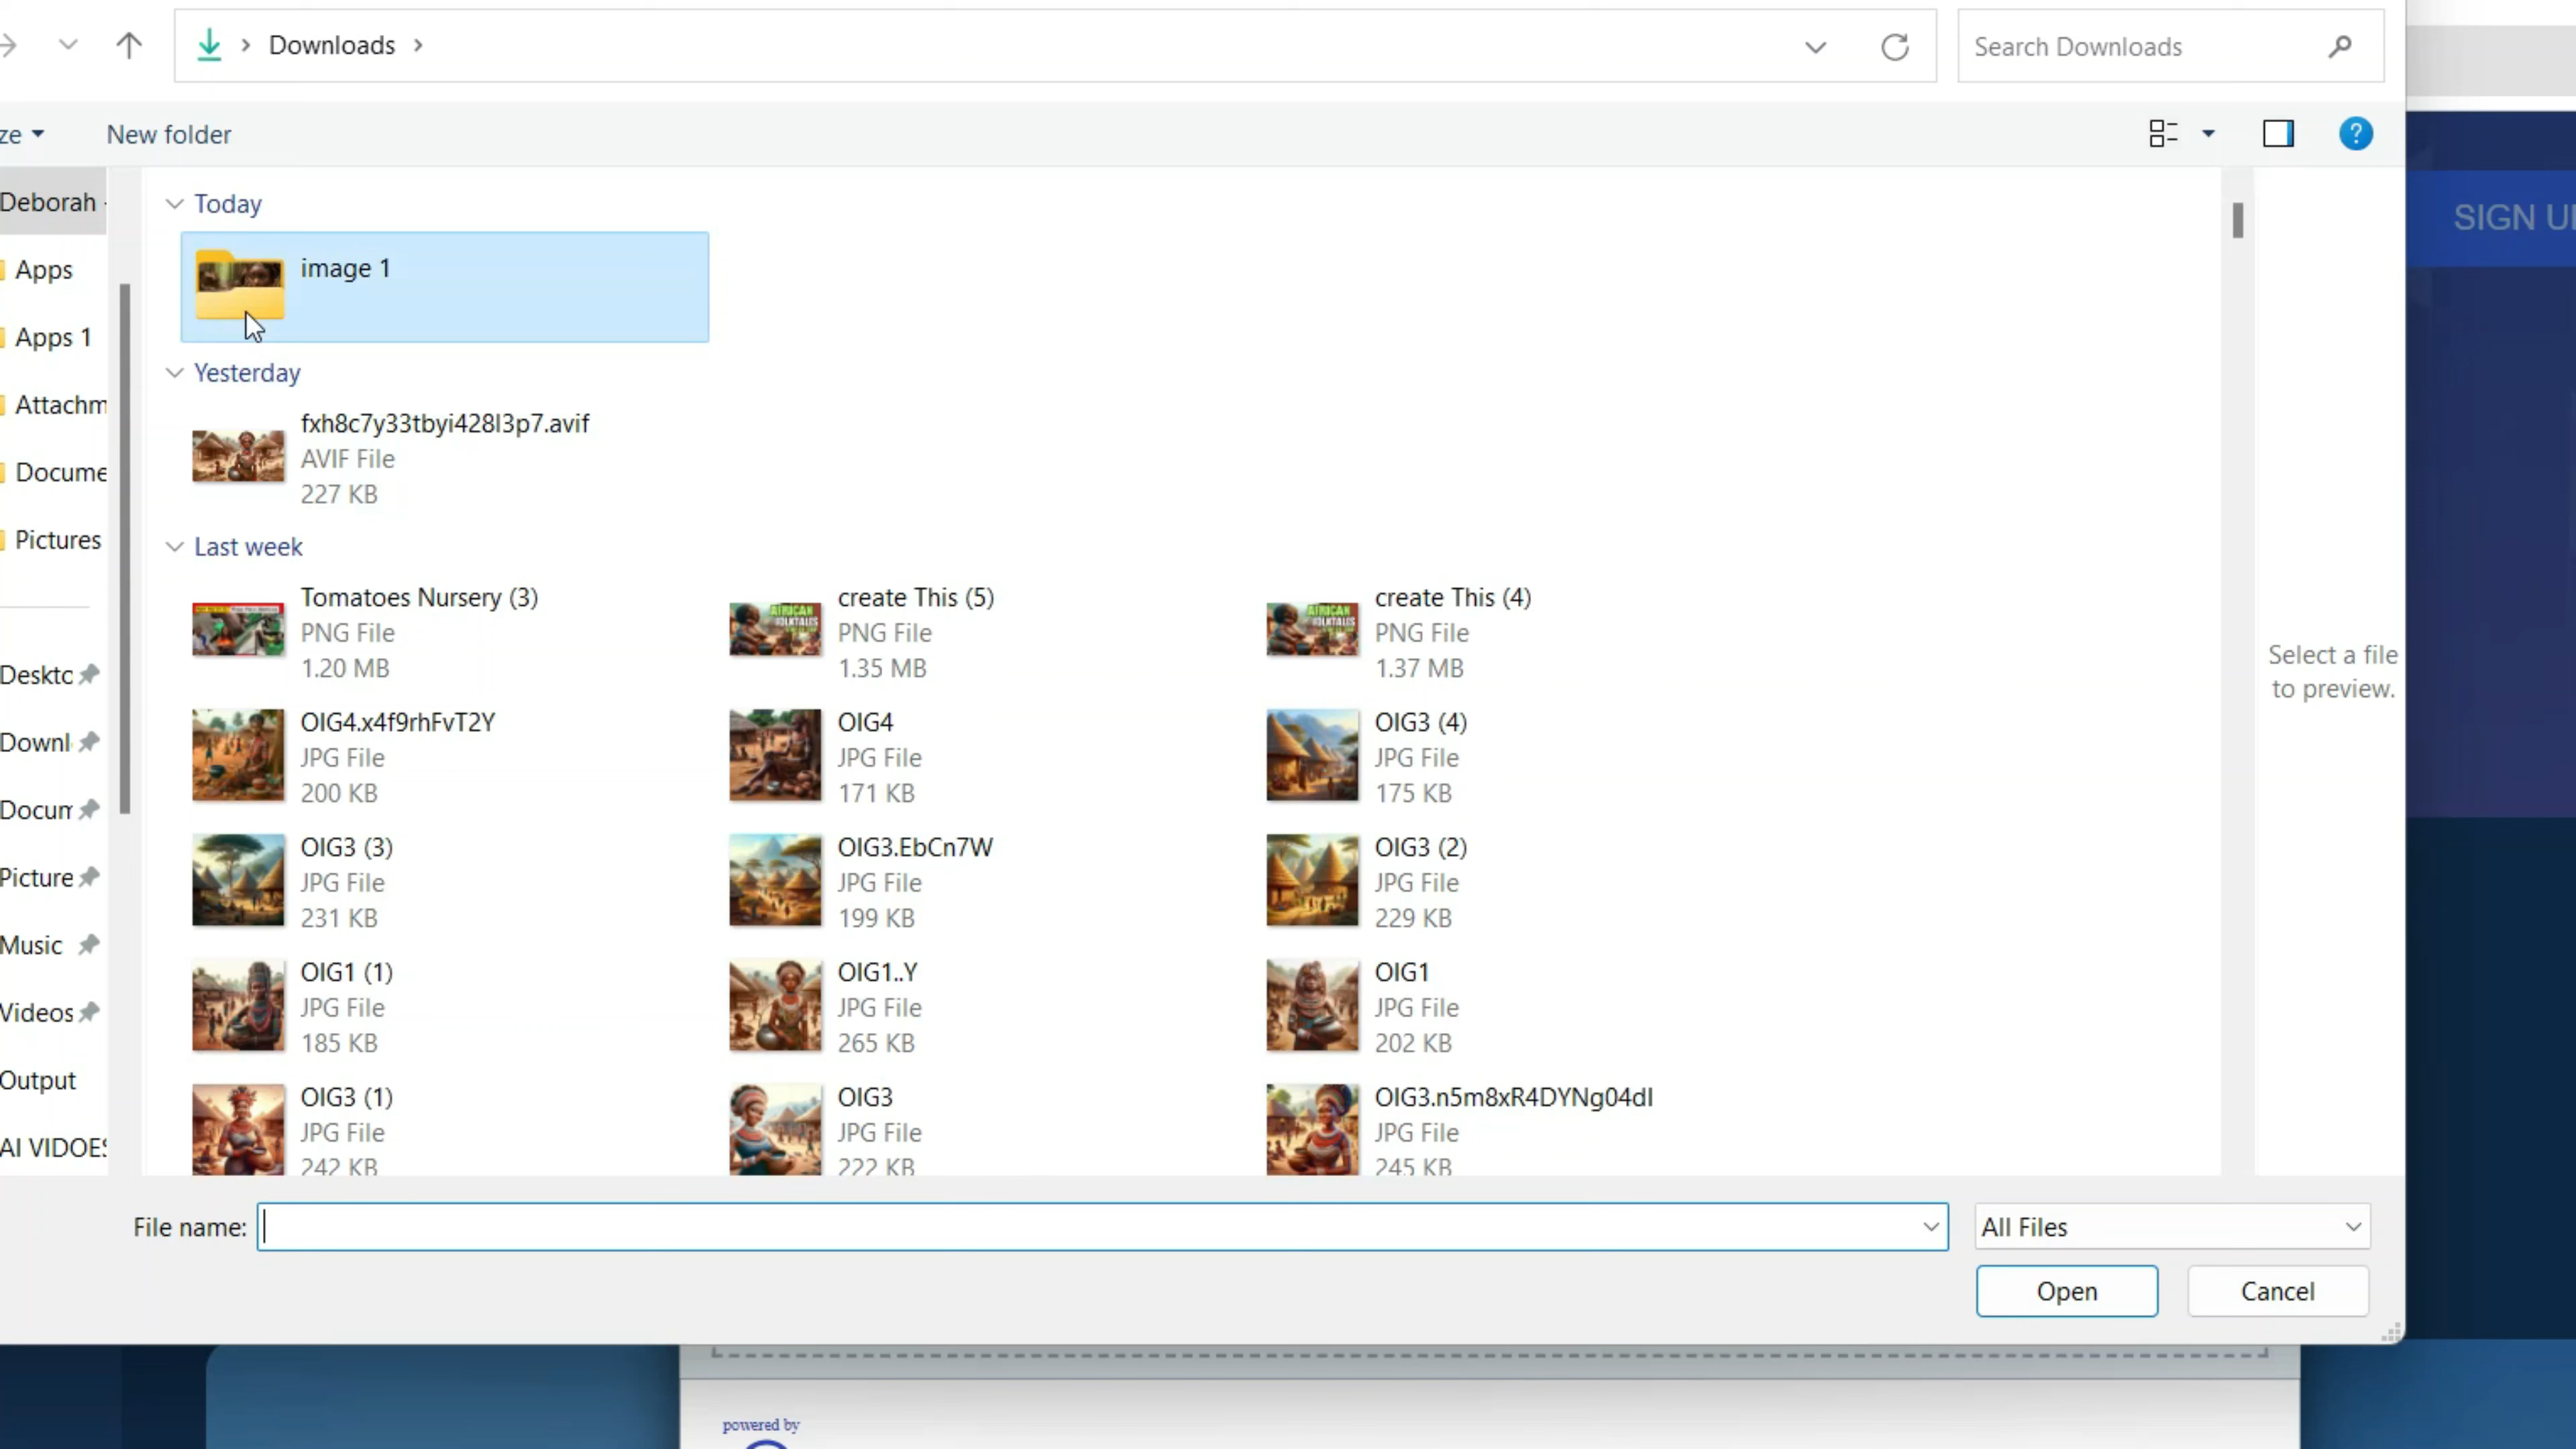 Downloads
Search Downloads
ze
New folder
SIGN U
Deborah -
Apps
Apps 1
Attachm
Docume
Pictures
Deskto
Downl
Docum
Picture
Music
Videos
Output
AI VIDOES
Today
image 1
Yesterday
fxh8c7y33tbyi428l3p7.avif
AVIF File
227 KB
Last week
Tomatoes Nursery (3)
PNG File
1.20 MB
create This (5)
PNG File
1.35 MB
create This (4)
PNG File
1.37 MB
AFRICAN
FOLKTALES
AFRICAN
FOLKTALES
OIG4.x4f9rhFvT2Y
JPG File
200 KB
OIG4
JPG File
171 KB
OIG3 (4)
JPG File
175 KB
OIG3 (3)
JPG File
231 KB
OIG3.EbCn7W
JPG File
199 KB
OIG3 (2)
JPG File
229 KB
OIG1 (1)
JPG File
185 KB
OIG1..Y
JPG File
265 KB
OIG1
JPG File
202 KB
OIG3 (1)
JPG File
242 KB
OIG3
JPG File
222 KB
OIG3.n5m8xR4DYNg04dI
JPG File
245 KB
Select a file
to preview.
File name:
All Files
Open
Cancel
powered by